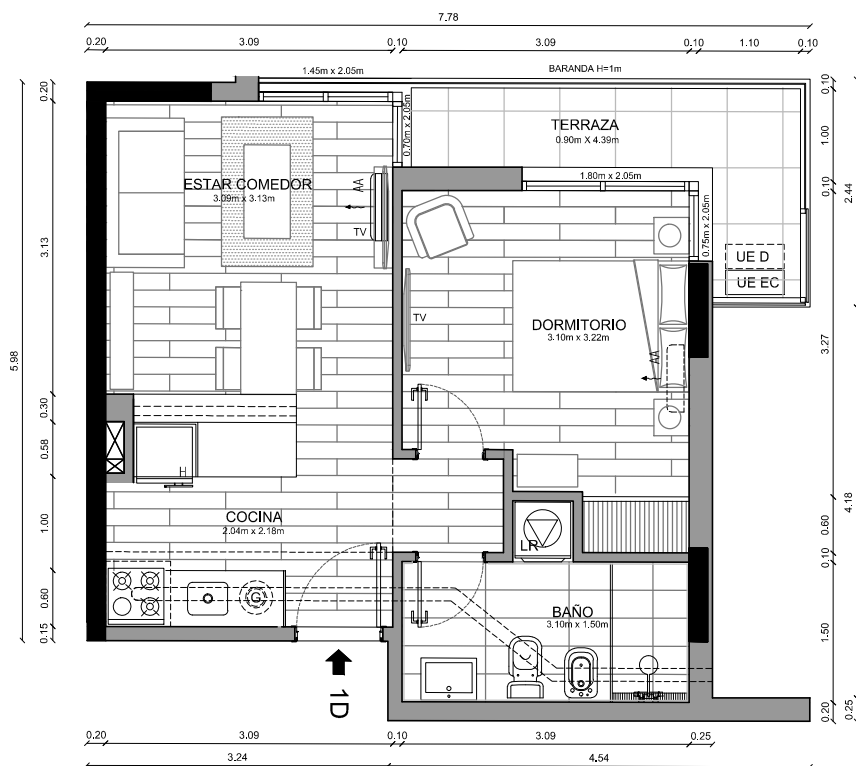 7.78
0.20 3.09 0.10 3.09 0.10 1.10 0.10
1.45m x 2.05m
BARANDA H=1m
0.20
3.13
0.30
0.58
1.00
0.60
0.15
5.98
ESTAR COMEDOR
3.09m x 3.13m
AA
TV
0.70m x 2.05m
TERRAZA
0.90m X 4.39m
1.80m x 2.05m
0.75m x 2.05m
UE D
UE EC
TV
DORMITORIO
3.10m x 3.22m
AA
H
COCINA
2.04m x 2.18m
LR
G
BAÑO
3.10m x 1.50m
1D
0.10
1.00
0.10
3.27
0.60
0.10
1.50
0.20
2.44
4.18
0.25
0.20 3.09 0.10 3.09 0.25
3.24 4.54